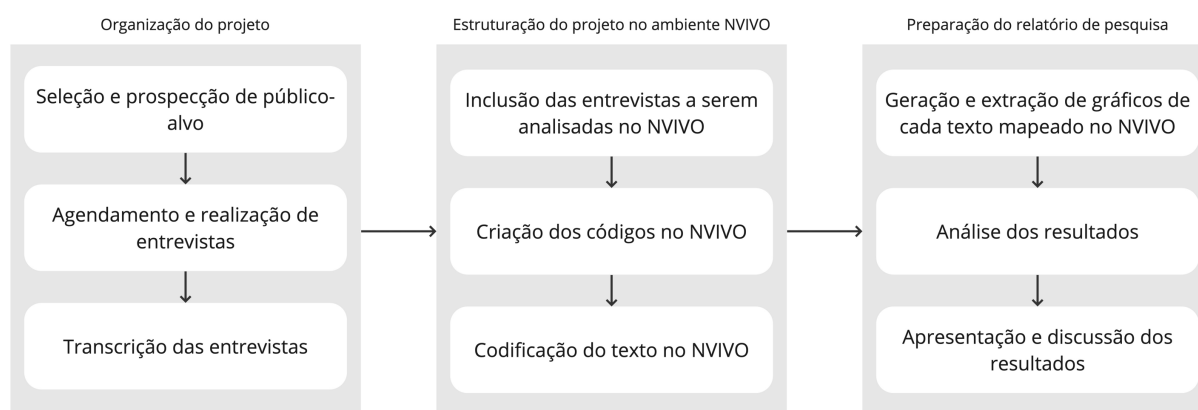 Organização do projeto
Seleção e prospecção de público-
alvo
Agendamento e realização de
entrevistas
Transcrição das entrevistas
Estruturação do projeto no ambiente NVIVO
Inclusão das entrevistas a serem
analisadas no NVIVO
Criação dos códigos no NVIVO
Codificação do texto no NVIVO
Preparação do relatório de pesquisa
Geração e extração de gráficos de
cada texto mapeado no NVIVO
Análise dos resultados
Apresentação e discussão dos
resultados